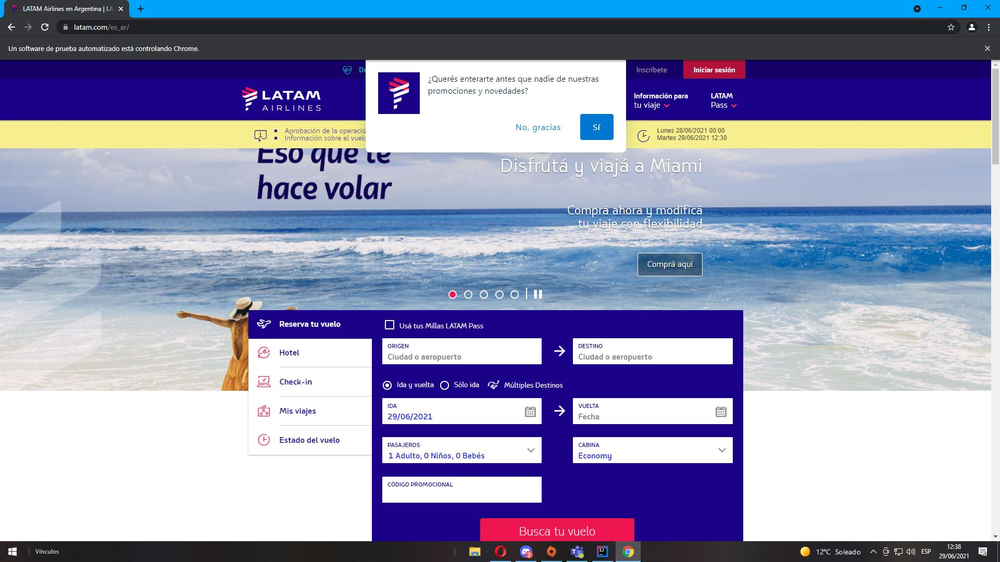 LATAM Airlines en Argentina | LA
latam.com/es_ar/
Un software de prueba automatizado está controlando Chrome.
Inscríbete
Iniciar sesión
¿Querés enterarte antes que nadie de nuestras
promociones y novedades?
No, gracias
Sí
LATAM
AIRLINES
Información para
tu viaje
LATAM
Pass
Aprobación de la operació
Información sobre el vuelo
Lunes 28/06/2021 00:00
Martes 29/06/2021 12:30
Eso que te
hace volar
Disfrutá y viajá a Miami
Comprá ahora y modificá
tu viaje con flexibilidad
Comprá aqui
Reserva tu vuelo
Hotel
Check-in
Mis viajes
Estado del vuelo
Usá tus Millas LATAM Pass
ORIGEN
Ciudad o aeropuerto
DESTINO
Ciudad o aeropuerto
Ida y vuelta
Sólo ida
Múltiples Destinos
IDA
29/06/2021
VUELTA
Fecha
PASAJEROS
1 Adulto, 0 Niños, 0 Bebés
CABINA
Economy
CÓDIGO PROMOCIONAL
Busca tu vuelo
Vínculos
2
IJ
12°C Soleado
ESP
12:38
29/06/2021